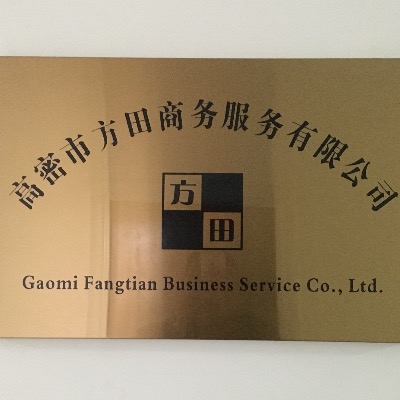 高密市方田商务服务有限公司
方
田
Gaomi Fangtian Business Service Co., Ltd.